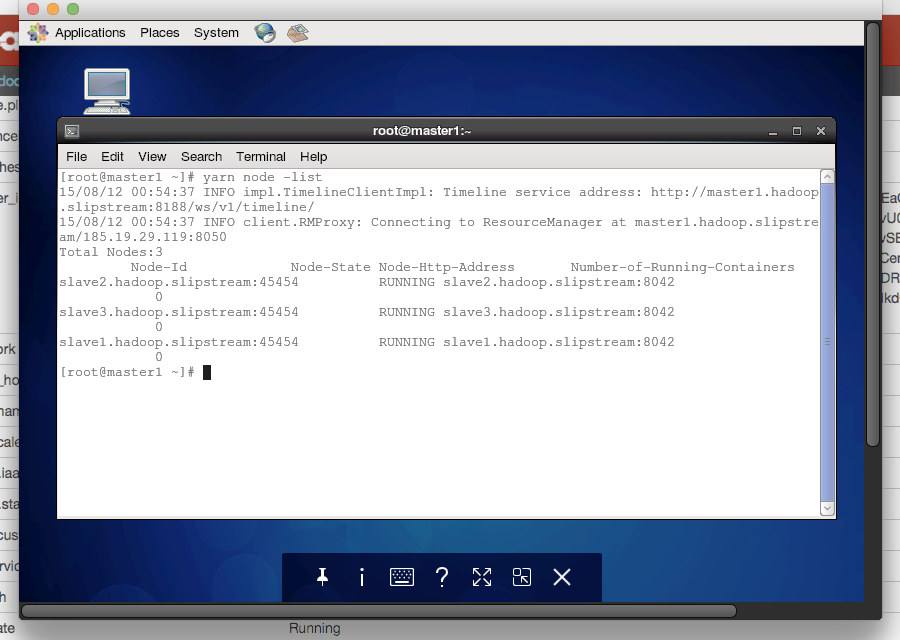 Applications Places System
root@master1:~
File Edit View Search Terminal Help
[root@master1 ~]# yarn node -list
15/08/12 00:54:37 INFO impl.TimelineClientImpl: Timeline service address: http://master1.hadoop
.slipstream:8188/ws/v1/timeline/
15/08/12 00:54:37 INFO client.RMProxy: Connecting to ResourceManager at master1.hadoop.slipstre
am/185.19.29.119:8050
Total Nodes:3
Node-Id Node-State Node-Http-Address Number-of-Running-Containers
slave2.hadoop.slipstream:45454 RUNNING slave2.hadoop.slipstream:8042
0
slave3.hadoop.slipstream:45454 RUNNING slave3.hadoop.slipstream:8042
0
slave1.hadoop.slipstream:45454 RUNNING slave1.hadoop.slipstream:8042
0
[root@master1 ~]#
Running